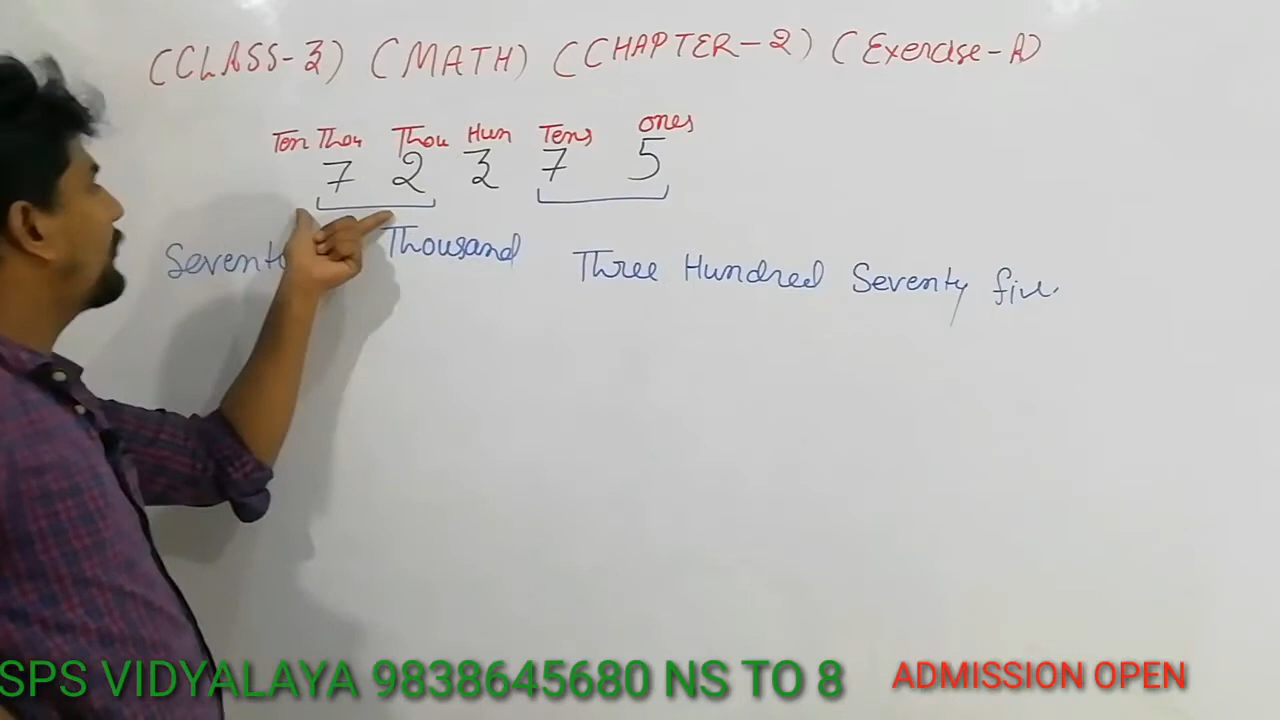 (CLASS-3) (MATH) (CHAPTER-2) (Exercise-A)
Ten Thou Thou Hun Tens ones
7 2 3 7 5
Thousand Three Hundred Seventy five
SPS VIDYALAYA 9838645680 NS TO 8 ADMISSION OPEN